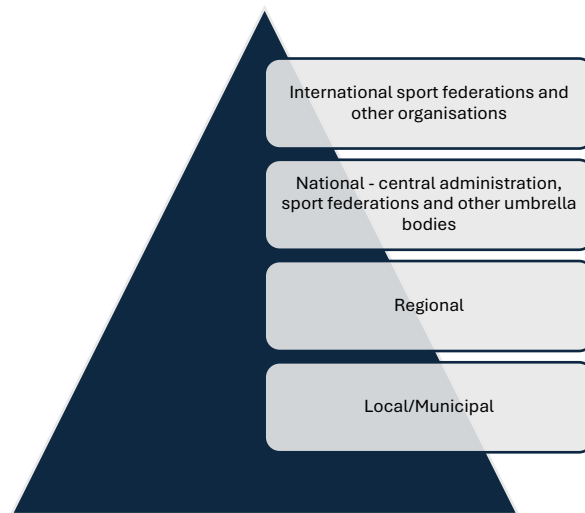 International sport federations and
other organisations
National - central administration,
sport federations and other umbrella
bodies
Regional
Local/Municipal